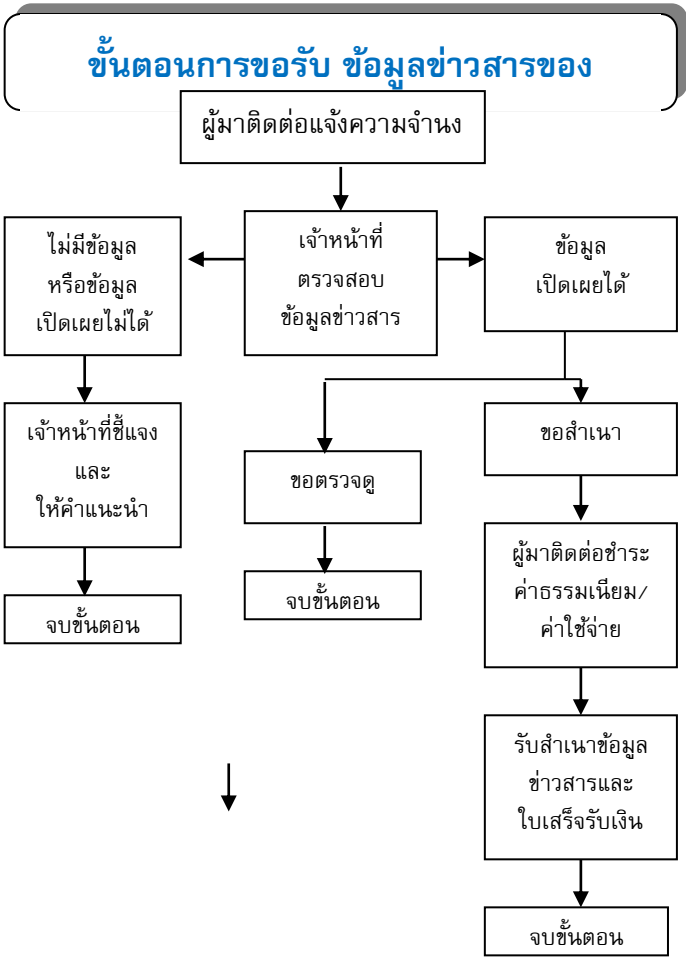 ขั้นตอนการขอรับ ข้อมูลข่าวสารของ
ผู้มาติดต่อแจ้งความจำนง
ไม่มีข้อมูล
หรือข้อมูล
เปิดเผยไม่ได้
เจ้าหน้าที่
ตรวจสอบ
ข้อมูลข่าวสาร
ข้อมูล
เปิดเผยได้
เจ้าหน้าที่ชี้แจง
และ
ให้คำแนะนำ
ขอตรวจดู
ขอสำเนา
จบขั้นตอน
จบขั้นตอน
ผู้มาติดต่อชำระ
ค่าธรรมเนียม/
ค่าใช้จ่าย
รับสำเนาข้อมูล
ข่าวสารและ
ใบเสร็จรับเงิน
จบขั้นตอน